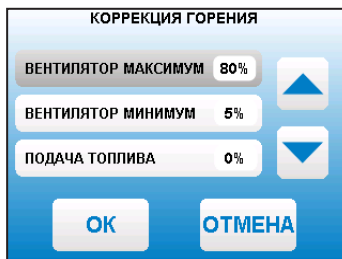 КОРРЕКЦИЯ ГОРЕНИЯ
ВЕНТИЛЯТОР МАКСИМУМ 80%
ВЕНТИЛЯТОР МИНИМУМ 5%
ПОДАЧА ТОПЛИВА 0%
ОК ОТМЕНА